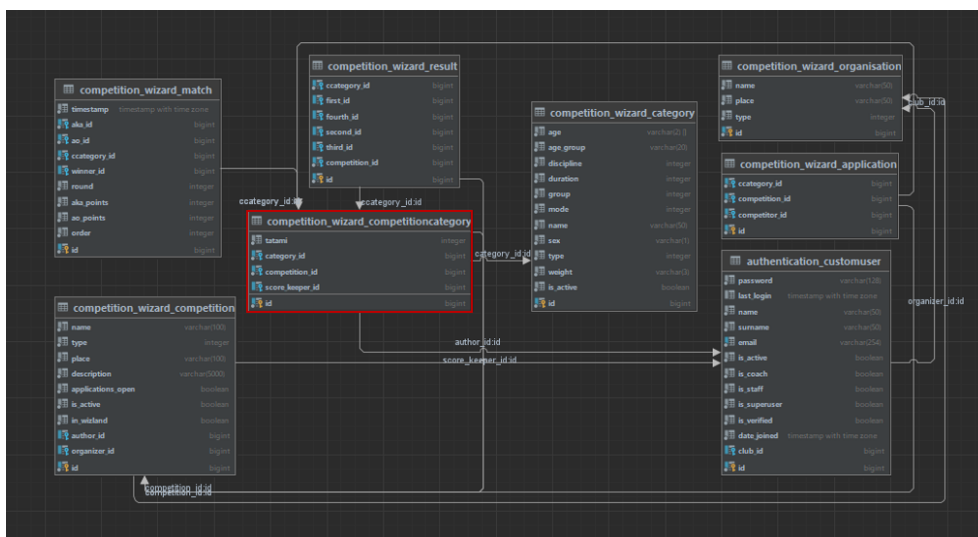 competition_wizard_match
timestamp timestamp with time zone
aka_id bigint
ao_id bigint
ccategory_id bigint
winner_id bigint
round integer
aka_points integer
ao_points integer
order integer
id bigint
competition_wizard_result
ccategory_id bigint
first_id bigint
fourth_id bigint
second_id bigint
third_id bigint
competition_id bigint
id bigint
competition_wizard_category
age varchar(2) []
age_group varchar(20)
discipline integer
duration integer
group integer
mode integer
name varchar(50)
sex varchar(1)
type integer
weight varchar(3)
is_active boolean
id bigint
competition_wizard_organisation
name varchar(50)
place varchar(50)
type integer
id bigint
club_id:id
competition_wizard_application
ccategory_id bigint
competition_id bigint
competitor_id bigint
id bigint
ccategory_id:id
ccategory_id:id
competition_wizard_competitioncategory
tatami integer
category_id bigint
competition_id bigint
score_keeper_id bigint
id bigint
category_id:id
authentication_customuser
password varchar(128)
last_login timestamp with time zone
name varchar(50)
surname varchar(50)
email varchar(254)
is_active boolean
is_coach boolean
is_staff boolean
is_superuser boolean
is_verified boolean
date_joined timestamp with time zone
club_id bigint
id bigint
organizer_id:id
competition_wizard_competition
name varchar(100)
type integer
place varchar(100)
description varchar(5000)
applications_open boolean
is_active boolean
in_wizland boolean
author_id bigint
organizer_id bigint
id bigint
author_id:id
score_keeper_id:id
competition_id:id
competition_id:id